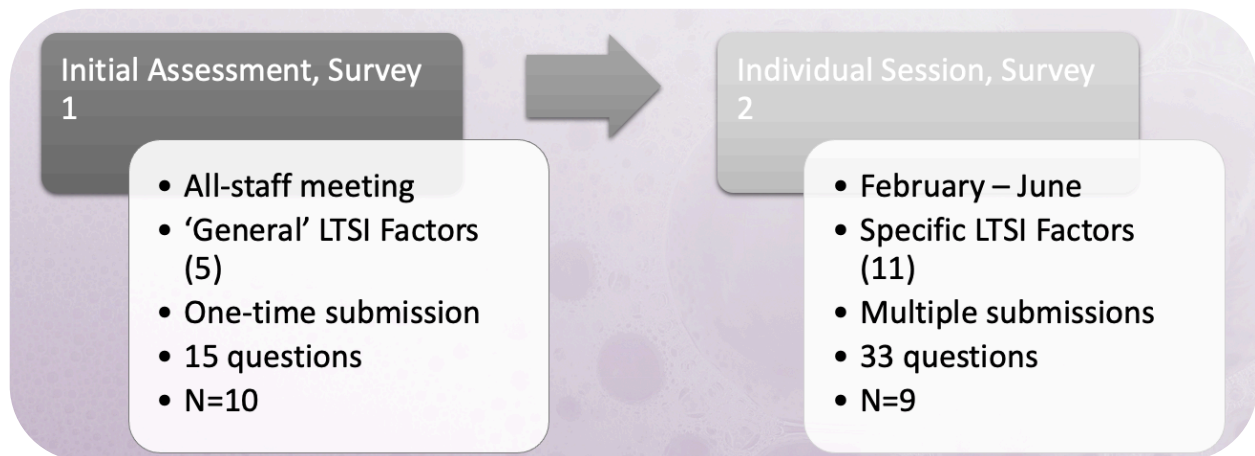 Initial Assessment, Survey
1
• All-staff meeting
• ‘General’ LTSI Factors
(5)
• One-time submission
• 15 questions
• N=10
Individual Session, Survey
2
• February – June
• Specific LTSI Factors
(11)
• Multiple submissions
• 33 questions
• N=9